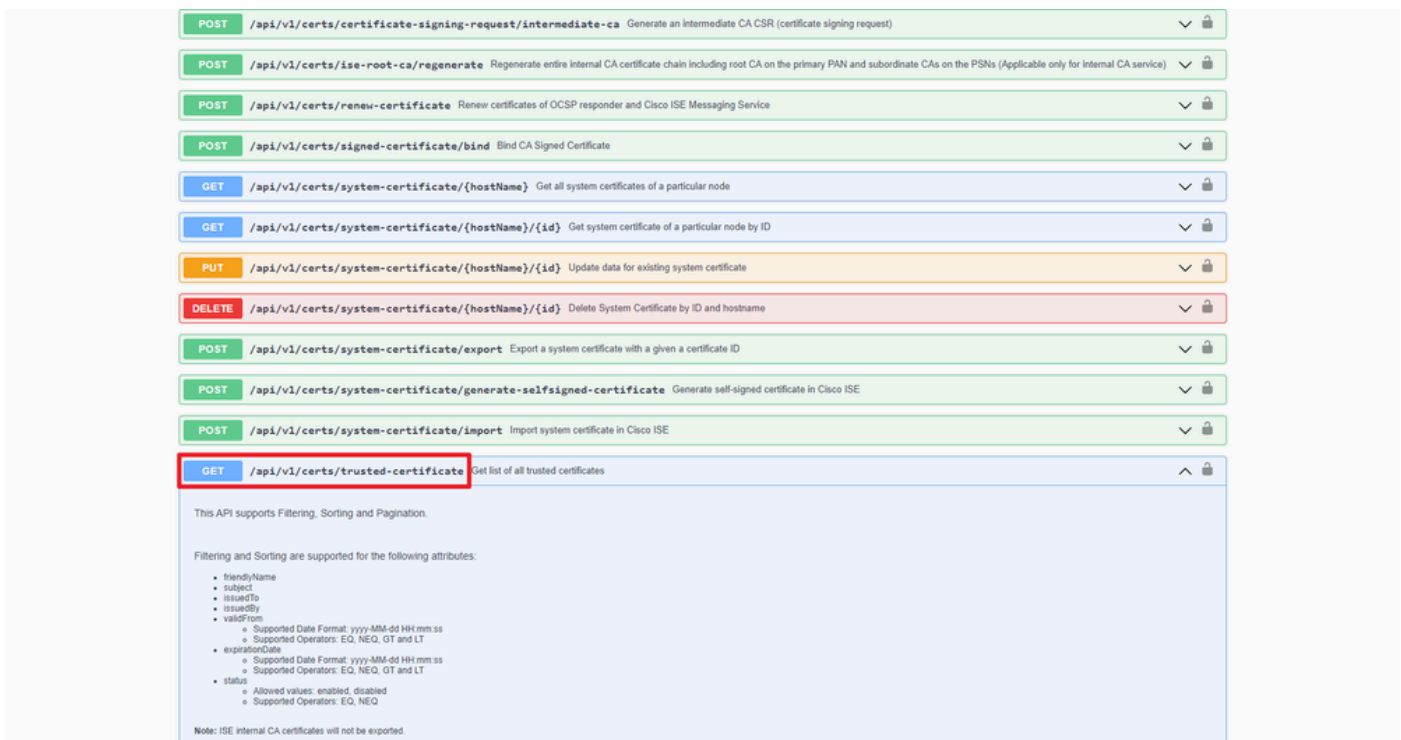 POST /api/v1/certs/certificate-signing-request/intermediate-ca Generate an intermediate CA CSR (certificate signing request)
POST /api/v1/certs/ise-root-ca/regenerate Regenerate entire internal CA certificate chain including root CA on the primary PAN and subordinate CAs on the PSNs (Applicable only for internal CA service)
POST /api/v1/certs/renew-certificate Renew certificates of OCSP responder and Cisco ISE Messaging Service
POST /api/v1/certs/signed-certificate/bind Bind CA Signed Certificate
GET /api/v1/certs/system-certificate/{hostName} Get all system certificates of a particular node
GET /api/v1/certs/system-certificate/{hostName}/{id} Get system certificate of a particular node by ID
PUT /api/v1/certs/system-certificate/{hostName}/{id} Update data for existing system certificate
DELETE /api/v1/certs/system-certificate/{hostName}/{id} Delete System Certificate by ID and hostname
POST /api/v1/certs/system-certificate/export Export a system certificate with a given a certificate ID
POST /api/v1/certs/system-certificate/generate-selfsigned-certificate Generate self-signed certificate in Cisco ISE
POST /api/v1/certs/system-certificate/import Import system certificate in Cisco ISE
GET /api/v1/certs/trusted-certificate Get list of all trusted certificates
This API supports Filtering, Sorting and Pagination.
Filtering and Sorting are supported for the following attributes:
friendlyName
subject
issuedTo
issuedBy
validFrom
Supported Date Format: yyyy-MM-dd HH:mm:ss
Supported Operators: EQ, NEQ, GT and LT
expirationDate
Supported Date Format: yyyy-MM-dd HH:mm:ss
Supported Operators: EQ, NEQ, GT and LT
status
Allowed values: enabled, disabled
Supported Operators: EQ, NEQ
Note: ISE internal CA certificates will not be exported.